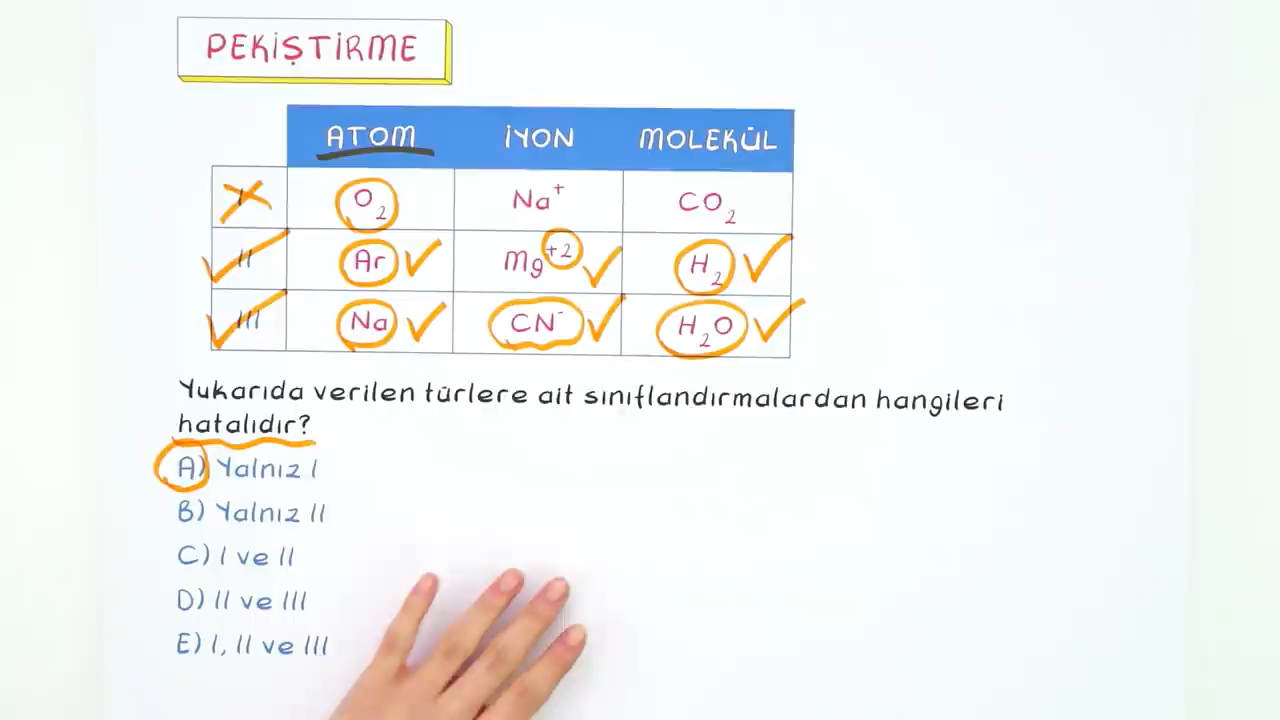 PEKİŞTİRME
ATOM İYON MOLEKÜL
I O₂ Na⁺ CO₂
II Ar Mg⁺² H₂
III Na CN⁻ H₂O
Yukarıda verilen türlere ait sınıflandırmalardan hangileri
hatalıdır?
A) Yalnız I
B) Yalnız II
C) I ve II
D) II ve III
E) I, II ve III